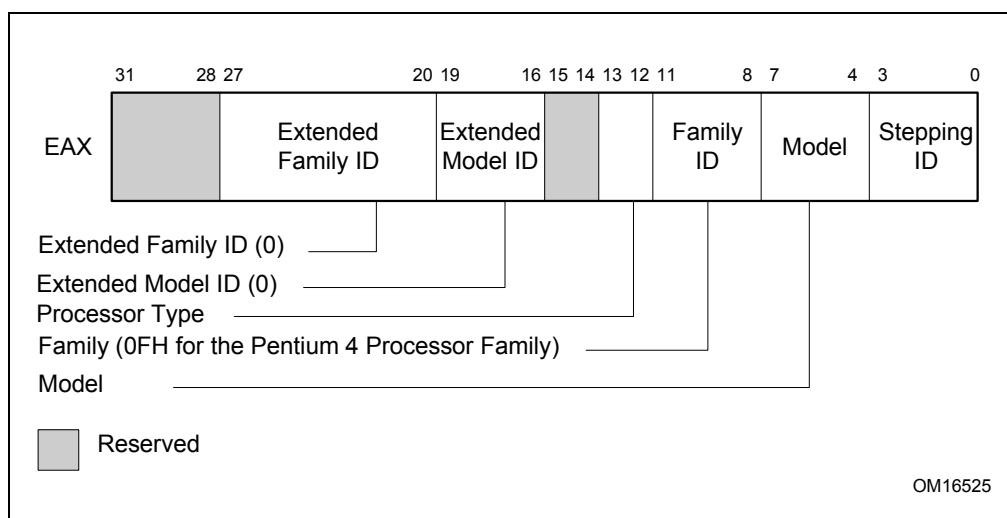 31 28 27 20 19 16 15 14 13 12 11 8 7 4 3 0
EAX
Extended Family ID
Extended Model ID
Family ID
Model
Stepping ID
Extended Family ID (0)
Extended Model ID (0)
Processor Type
Family (0FH for the Pentium 4 Processor Family)
Model
Reserved
OM16525